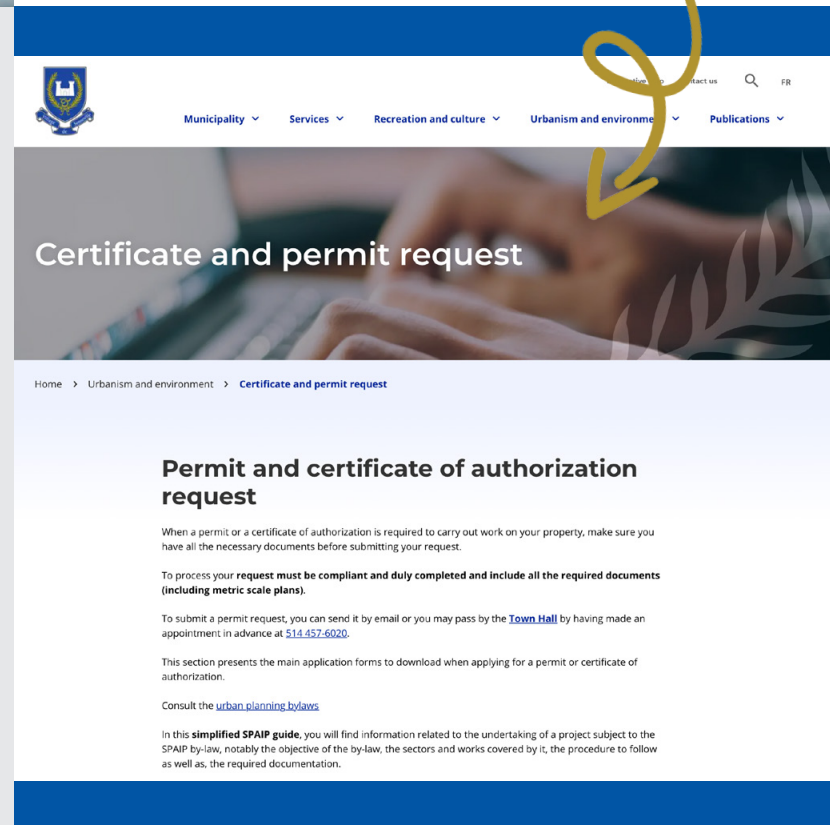 Contact us FR
Municipality Services Recreation and culture Urbanism and Publications
Certificate and permit request
Home > Urbanism and environment > Certificate and permit request
Permit and certificate of authorization
request
When a permit or a certificate of authorization is required to carry out work on your property, make sure you
have all the necessary documents before submitting your request.
To process your request must be compliant and duly completed and include all the required documents
(including metric scale plans).
To submit a permit request, you can send it by email or you may pass by the Town Hall by having made an
appointment in advance at 514 457-6020.
This section presents the main application forms to download when applying for a permit or certificate of
authorization.
Consult the urban planning bylaws
In this simplified SPAIP guide, you will find information related to the undertaking of a project subject to the
SPAIP by-law, notably the objective of the by-law, the sectors and works covered by it, the procedure to follow
as well as, the required documentation.